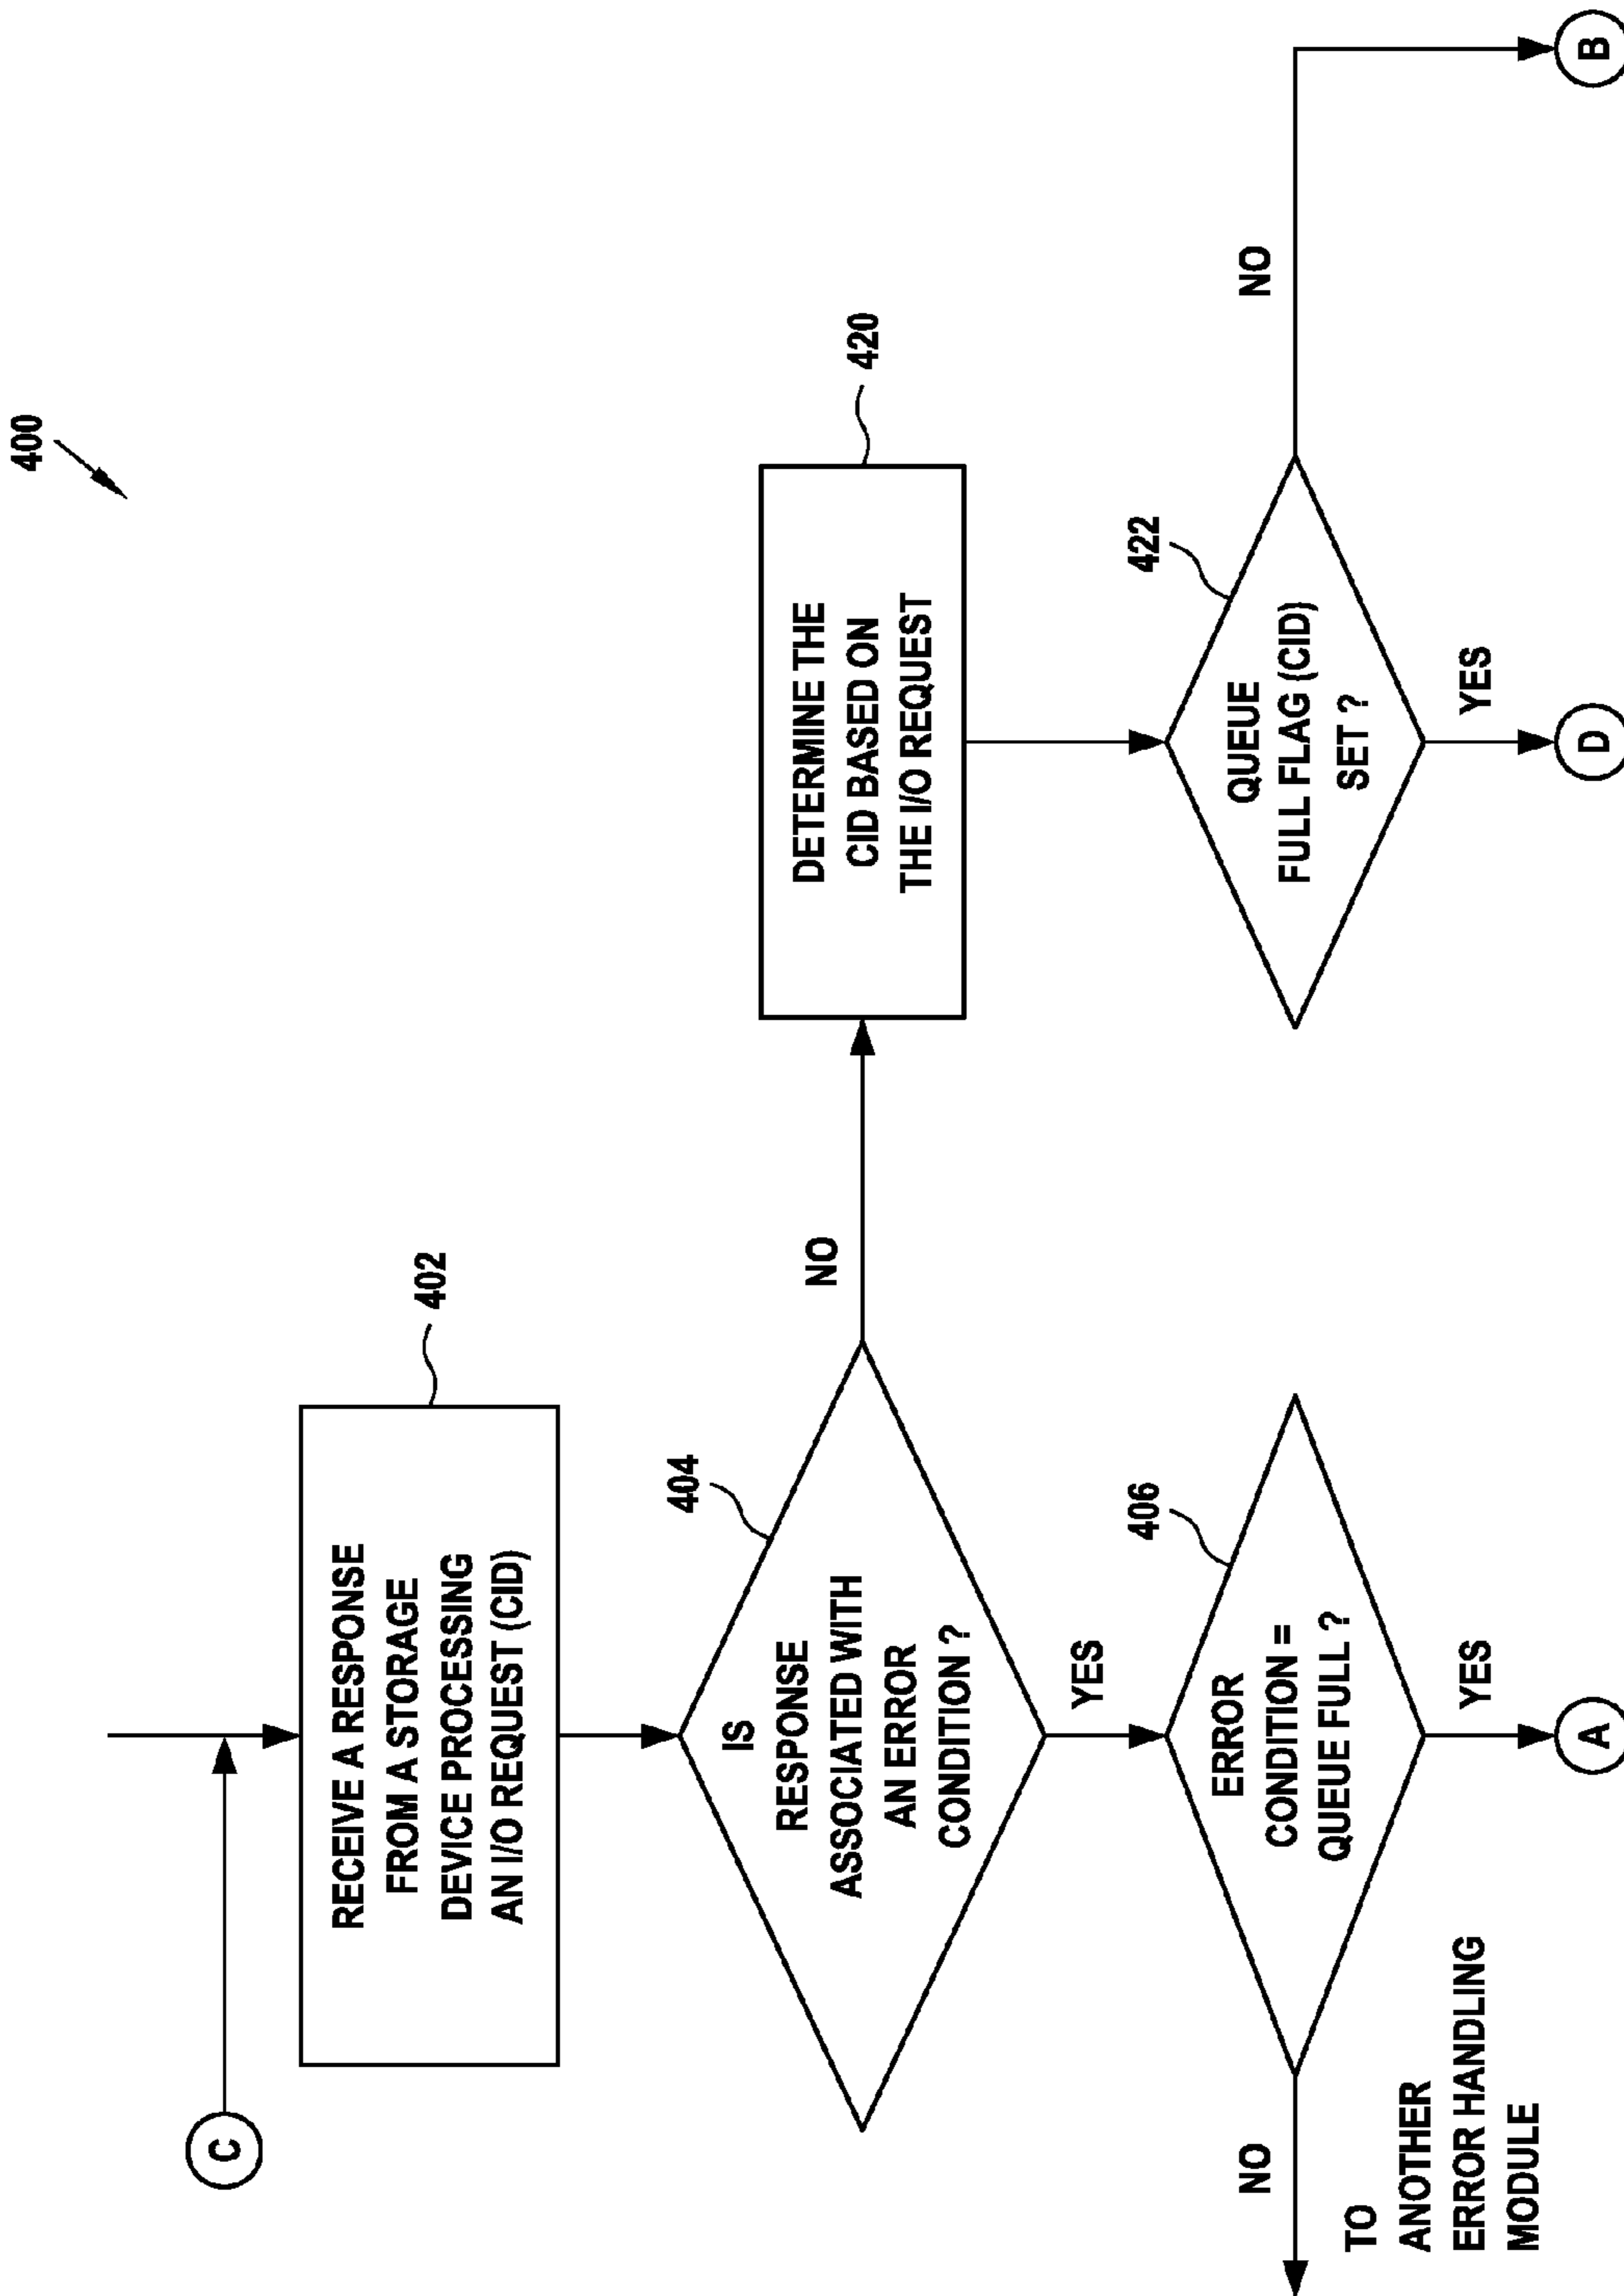 400
C
402
RECEIVE A RESPONSE
FROM A STORAGE
DEVICE PROCESSING
AN I/O REQUEST (CID)
404
IS
RESPONSE
ASSOCIATED WITH
AN ERROR
CONDITION ?
NO
420
DETERMINE THE
CID BASED ON
THE I/O REQUEST
YES
406
ERROR
CONDITION =
QUEUE FULL ?
NO
TO
ANOTHER
ERROR HANDLING
MODULE
YES
A
422
QUEUE
FULL FLAG (CID)
SET ?
NO
B
YES
D